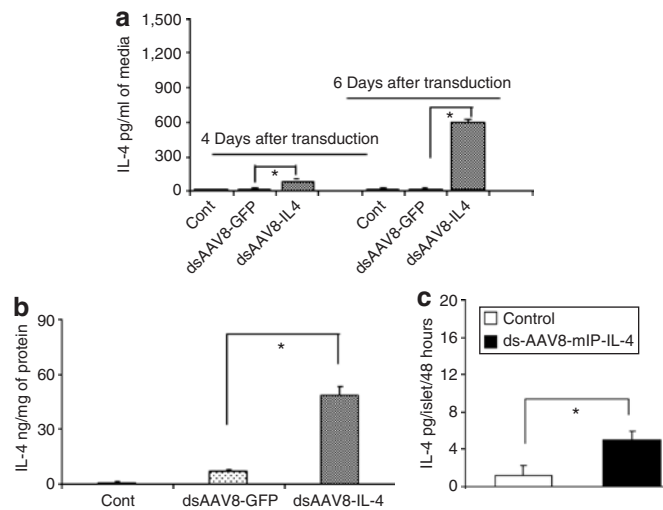 a
IL-4 pg/ml of media
1,500
1,200
900
600
300
0
6 Days after transduction
*
4 Days after transduction
*
Cont
dsAAV8-GFP
dsAAV8-IL4
Cont
dsAAV8-GFP
dsAAV8-IL4
b
IL-4 ng/mg of protein
90
60
30
0
*
Cont
dsAAV8-GFP
dsAAV8-IL-4
c
IL-4 pg/islet/48 hours
20
16
12
8
4
0
Control
ds-AAV8-mIP-IL-4
*